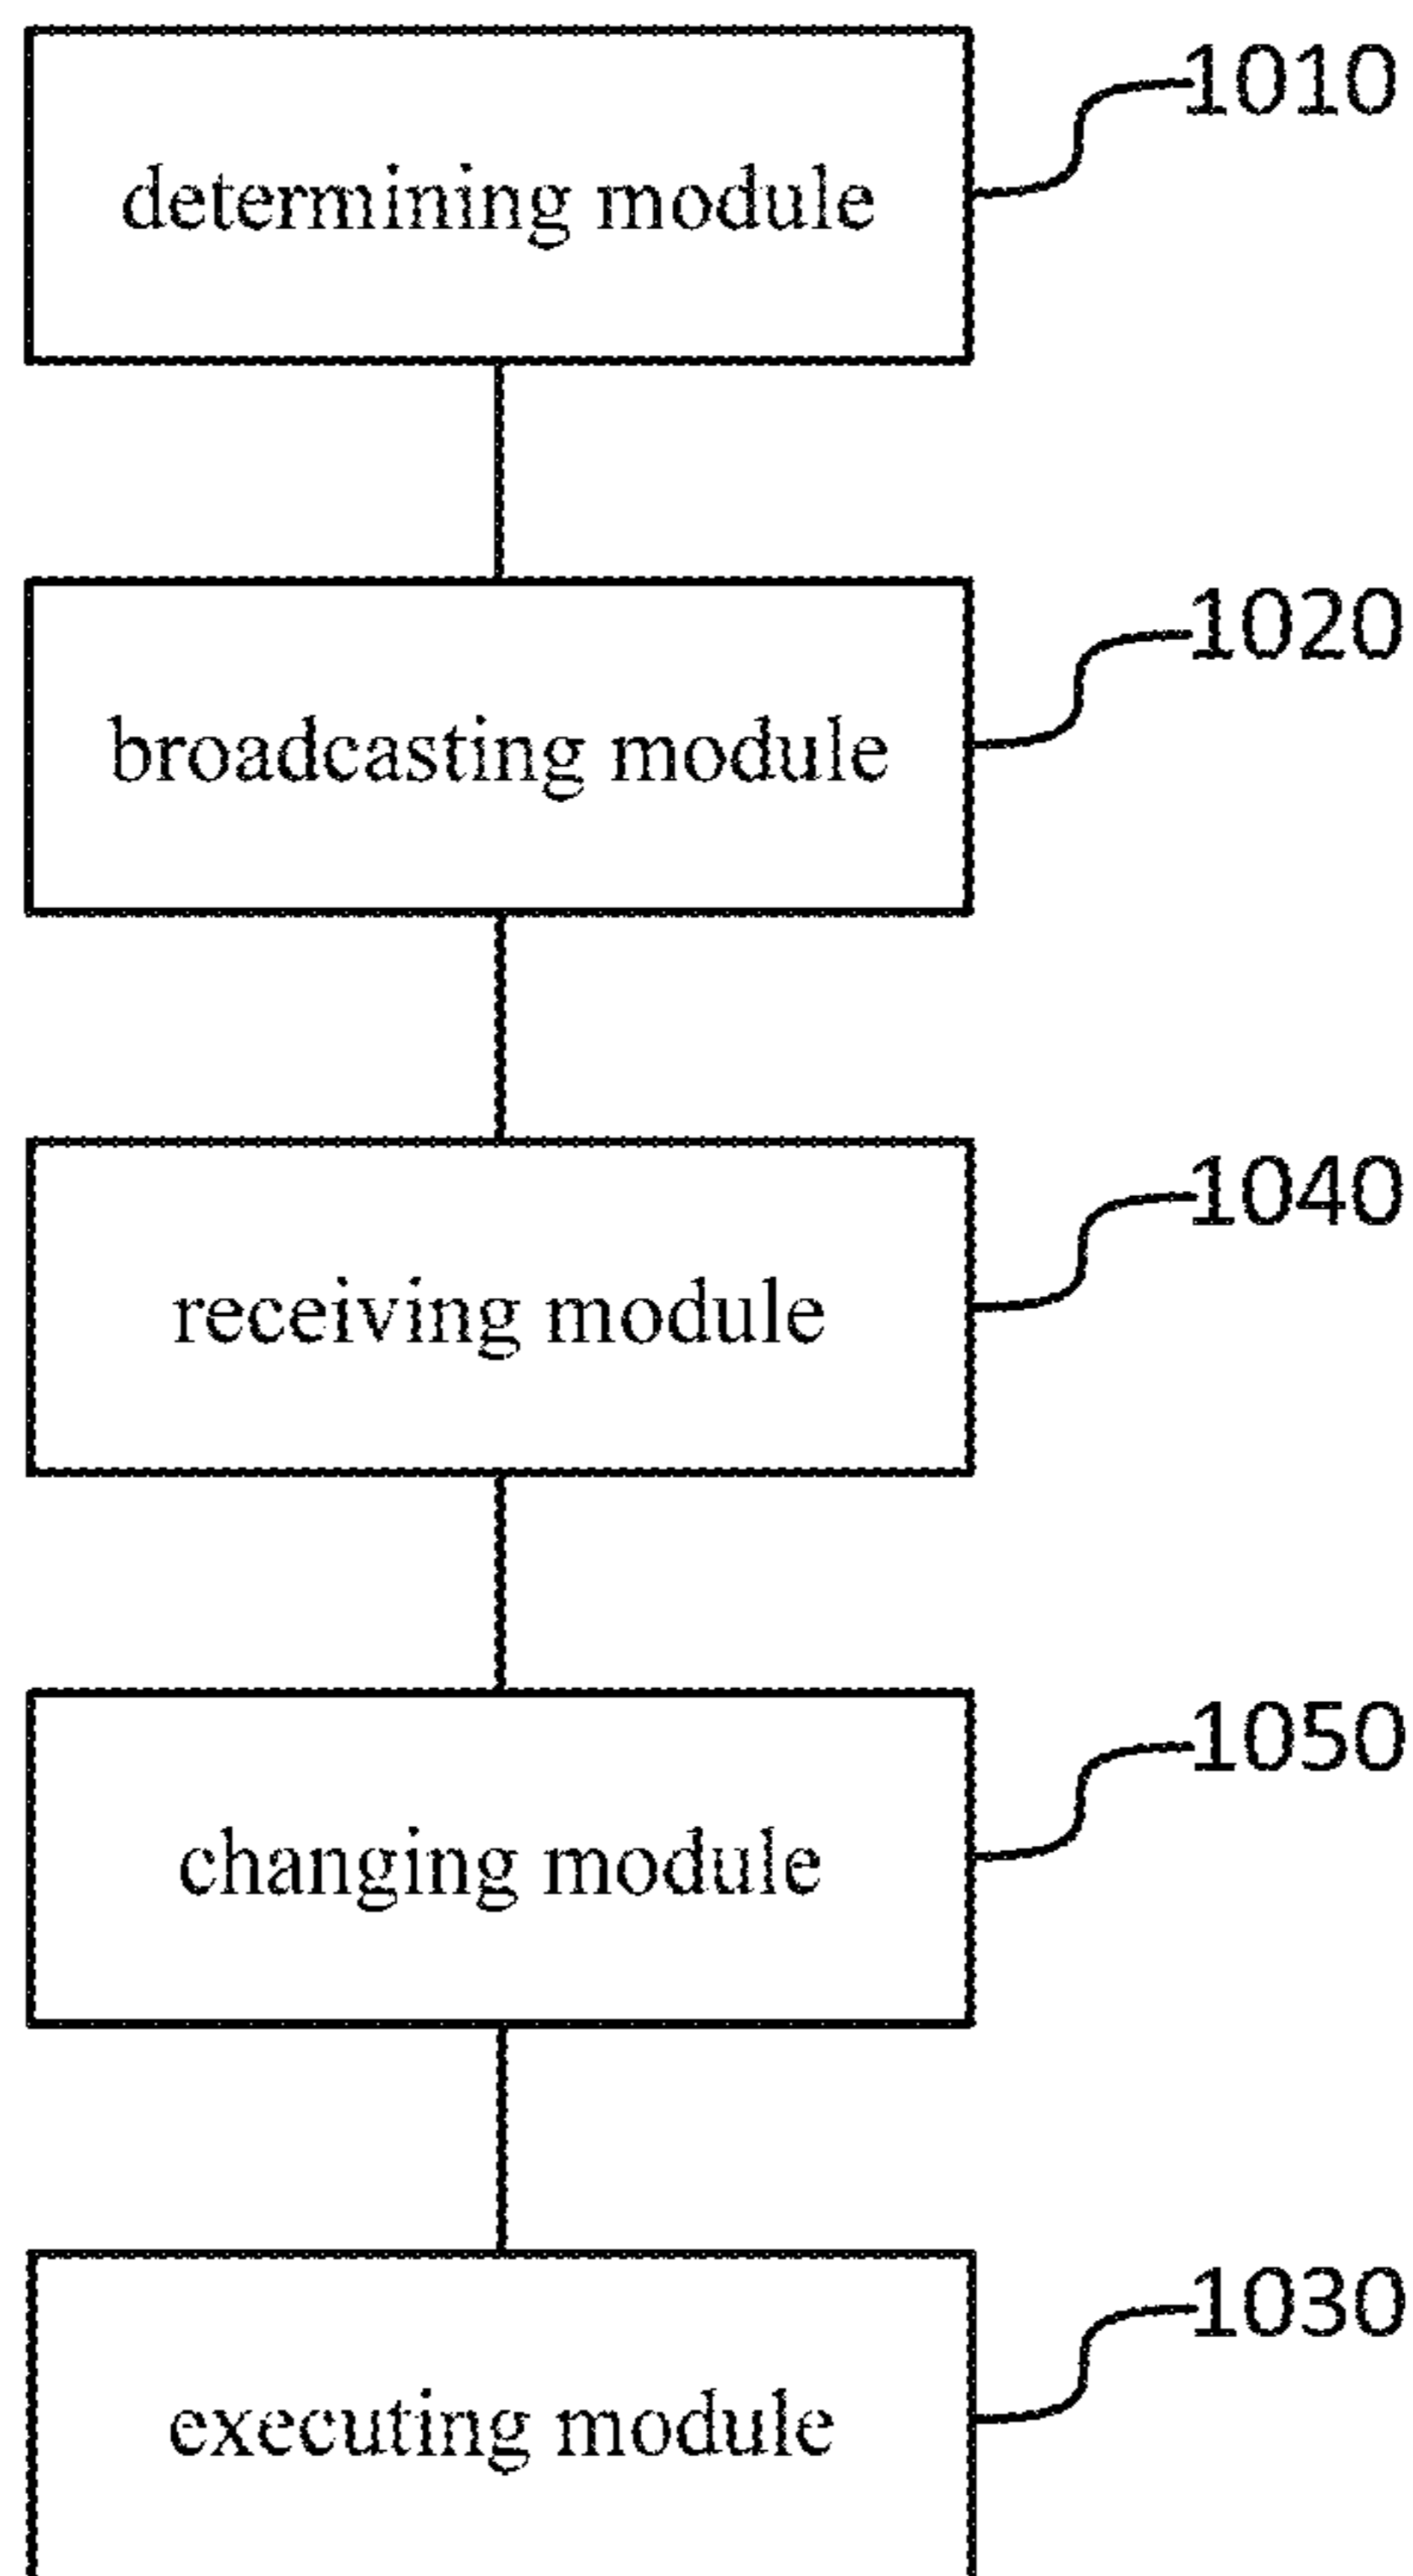 1010
determining module
1020
broadcasting module
1040
receiving module
1050
changing module
1030
executing module